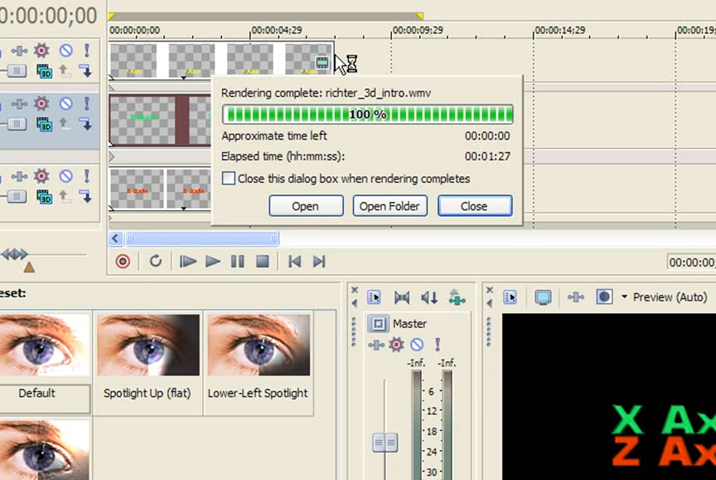 00:00:00;00
00:00:00;00 00:00:04;29 00:00:09;29 00:00:14;29 00:00:19;
3D
Rendering complete: richter_3d_intro.wmv
100 %
Approximate time left 00:00:00
3D
Elapsed time (hh:mm:ss): 00:01:27
Close this dialog box when rendering completes
3D
Open Open Folder Close
00:00:00;
eset:
Preview (Auto)
Master
-Inf. -Inf.
Default Spotlight Up (flat) Lower-Left Spotlight
6
12
18
24
30
X Ax
Z Ax